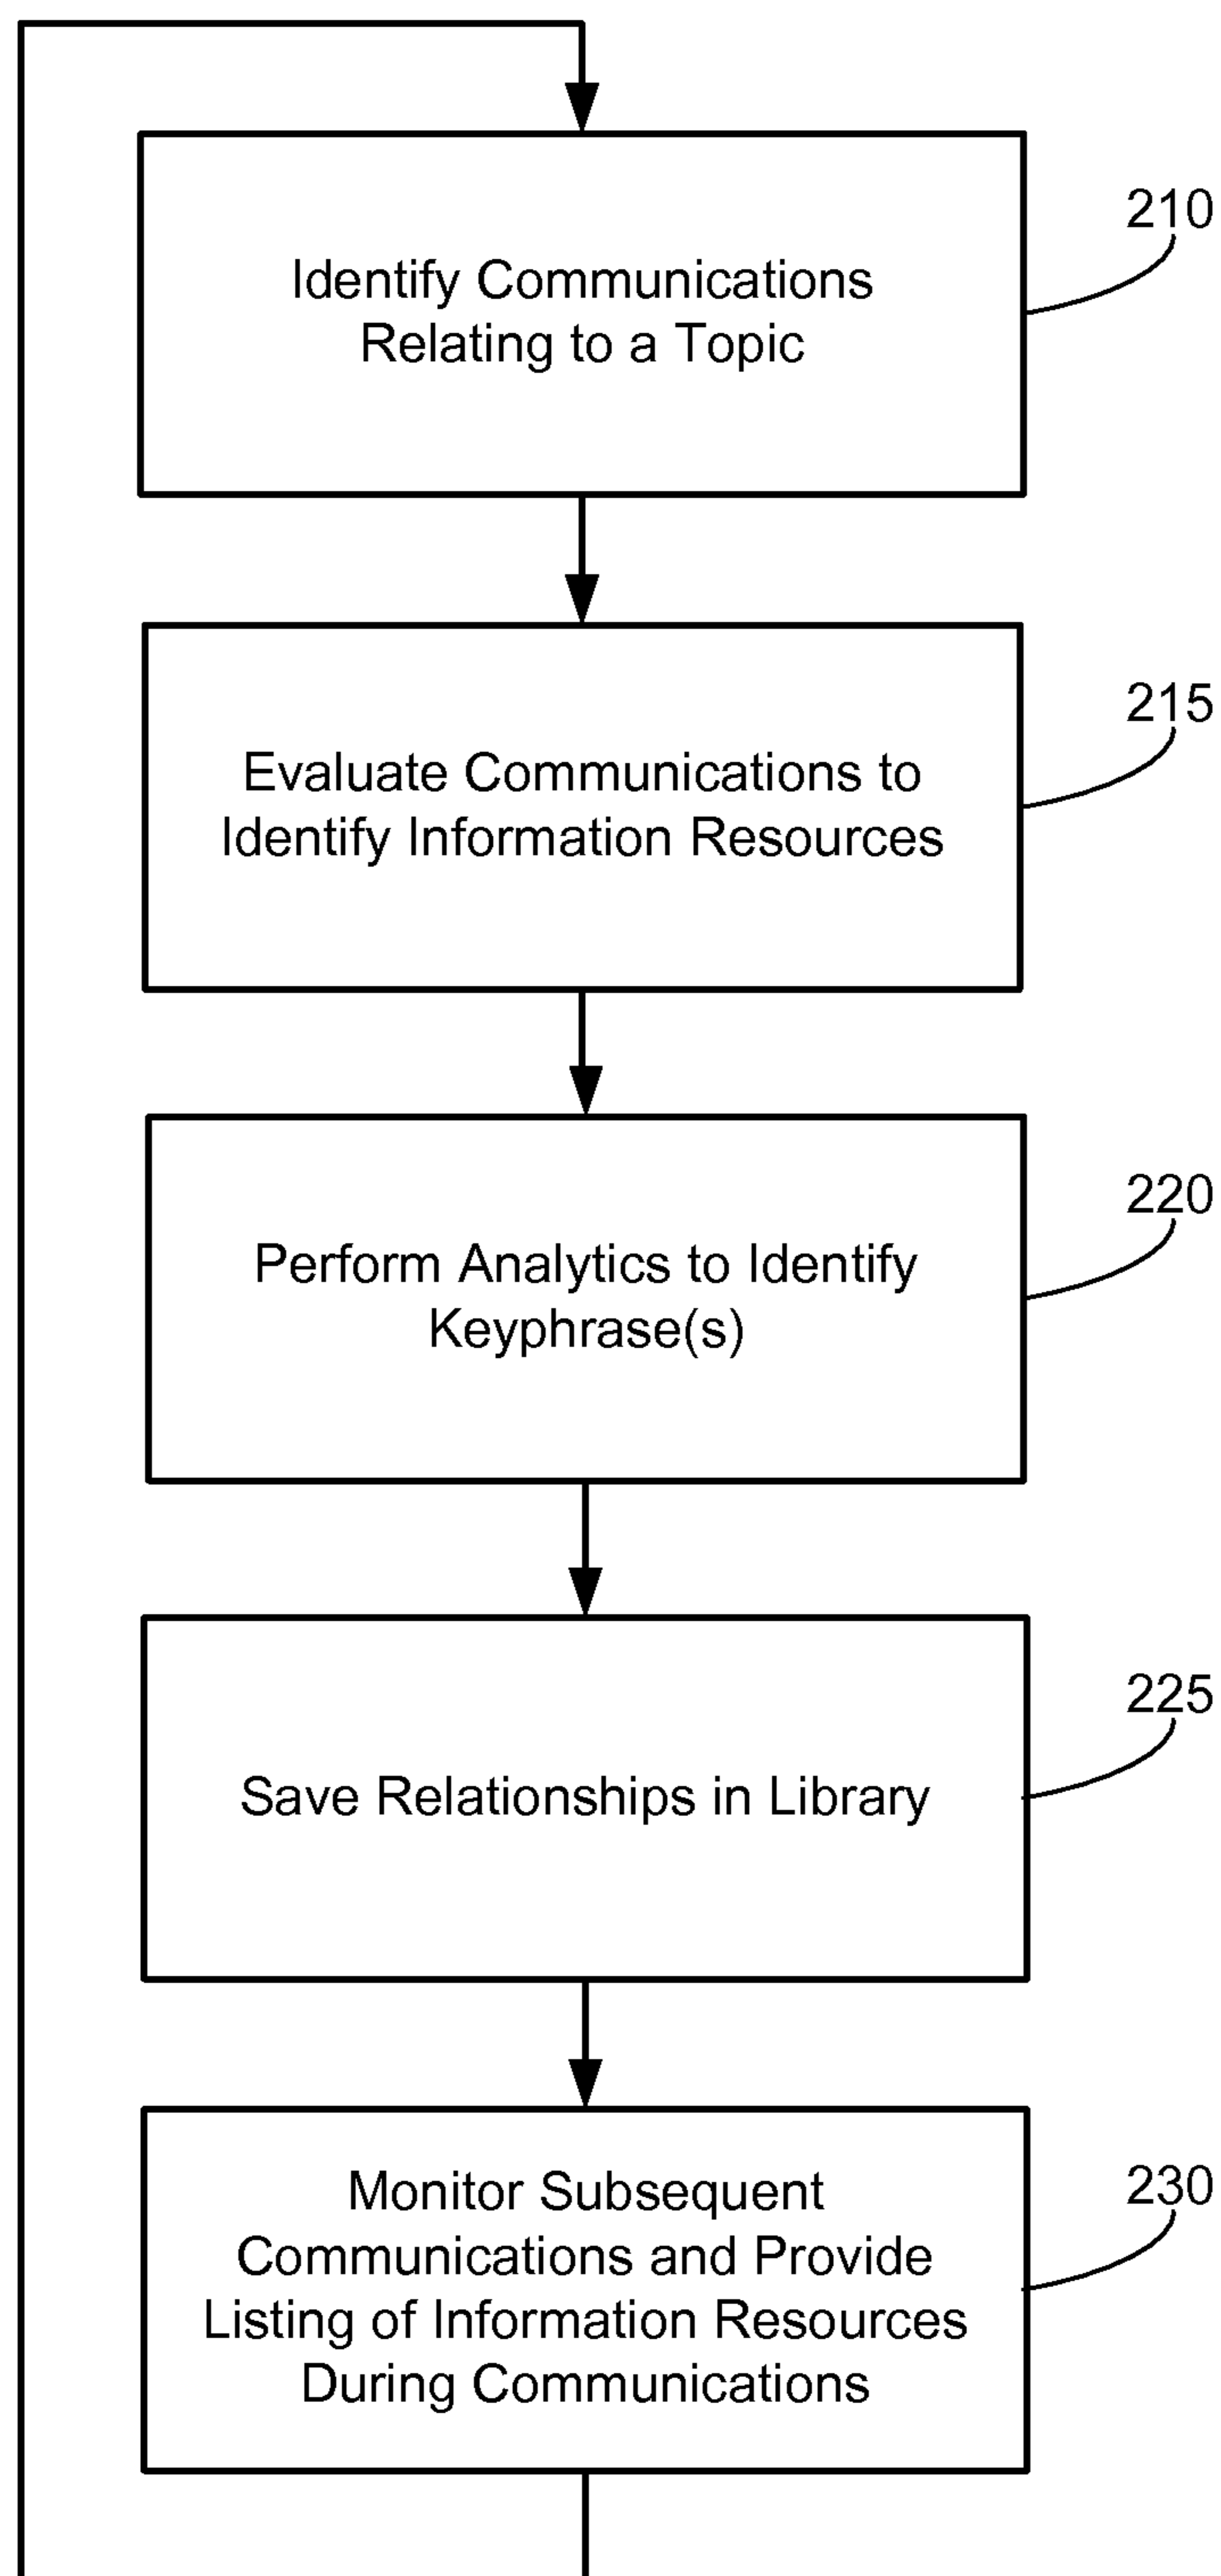 210
Identify Communications
Relating to a Topic
215
Evaluate Communications to
Identify Information Resources
220
Perform Analytics to Identify
Keyphrase(s)
225
Save Relationships in Library
230
Monitor Subsequent
Communications and Provide
Listing of Information Resources
During Communications